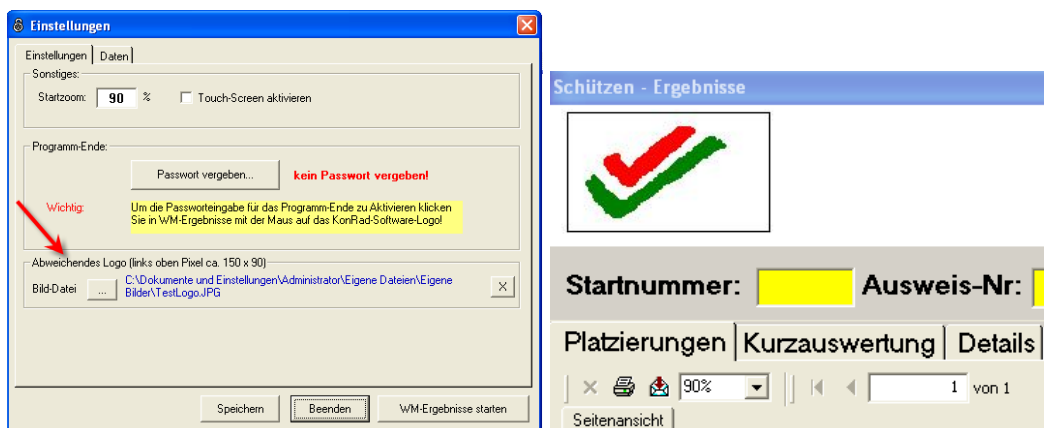 Einstellungen
Einstellungen Daten
Sonstiges:
Startzoom: 90 % Touch-Screen aktivieren
Programm-Ende:
Passwort vergeben... kein Passwort vergeben!
Wichtig: Um die Passworteingabe für das Programm-Ende zu Aktivieren klicken
Sie in WM-Ergebnisse mit der Maus auf das KonRad-Software-Logo!
Abweichendes Logo (links oben Pixel ca. 150 x 90)
Bild-Datei ... C:\Dokumente und Einstellungen\Administrator\Eigene Dateien\Eigene
Bilder\TestLogo.JPG X
Speichern Beenden WM-Ergebnisse starten
Schützen - Ergebnisse
Startnummer: Ausweis-Nr:
Platzierungen Kurzauswertung Details
90% 1 von 1
Seitenansicht